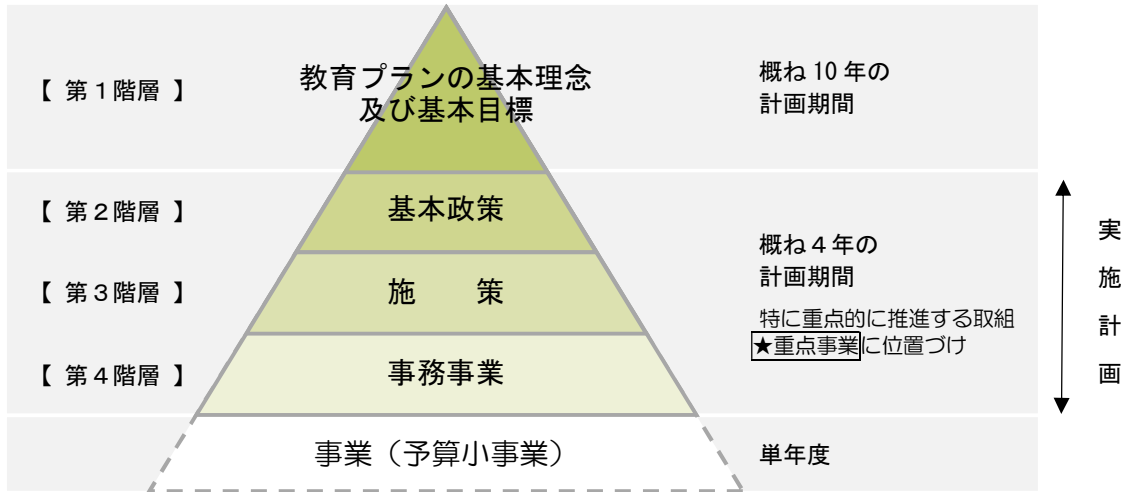 【 第1階層 】
教育プランの基本理念
及び基本目標
概ね 10 年の
計画期間
【 第2階層 】
基本政策
【 第3階層 】
施　　策
【 第4階層 】
事務事業
概ね４年の
計画期間
特に重点的に推進する取組
★重点事業に位置づけ
実施計画
事業（予算小事業）
単年度